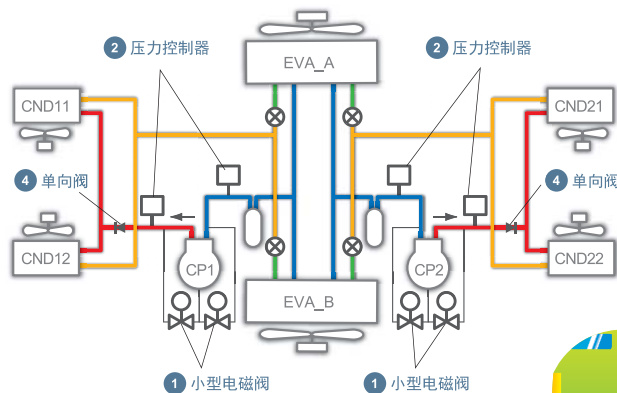 2 压力控制器
2 压力控制器
EVA_A
CND11
CND21
4 单向阀
4 单向阀
CND12
CP1
CP2
CND22
EVA_B
1 小型电磁阀
1 小型电磁阀